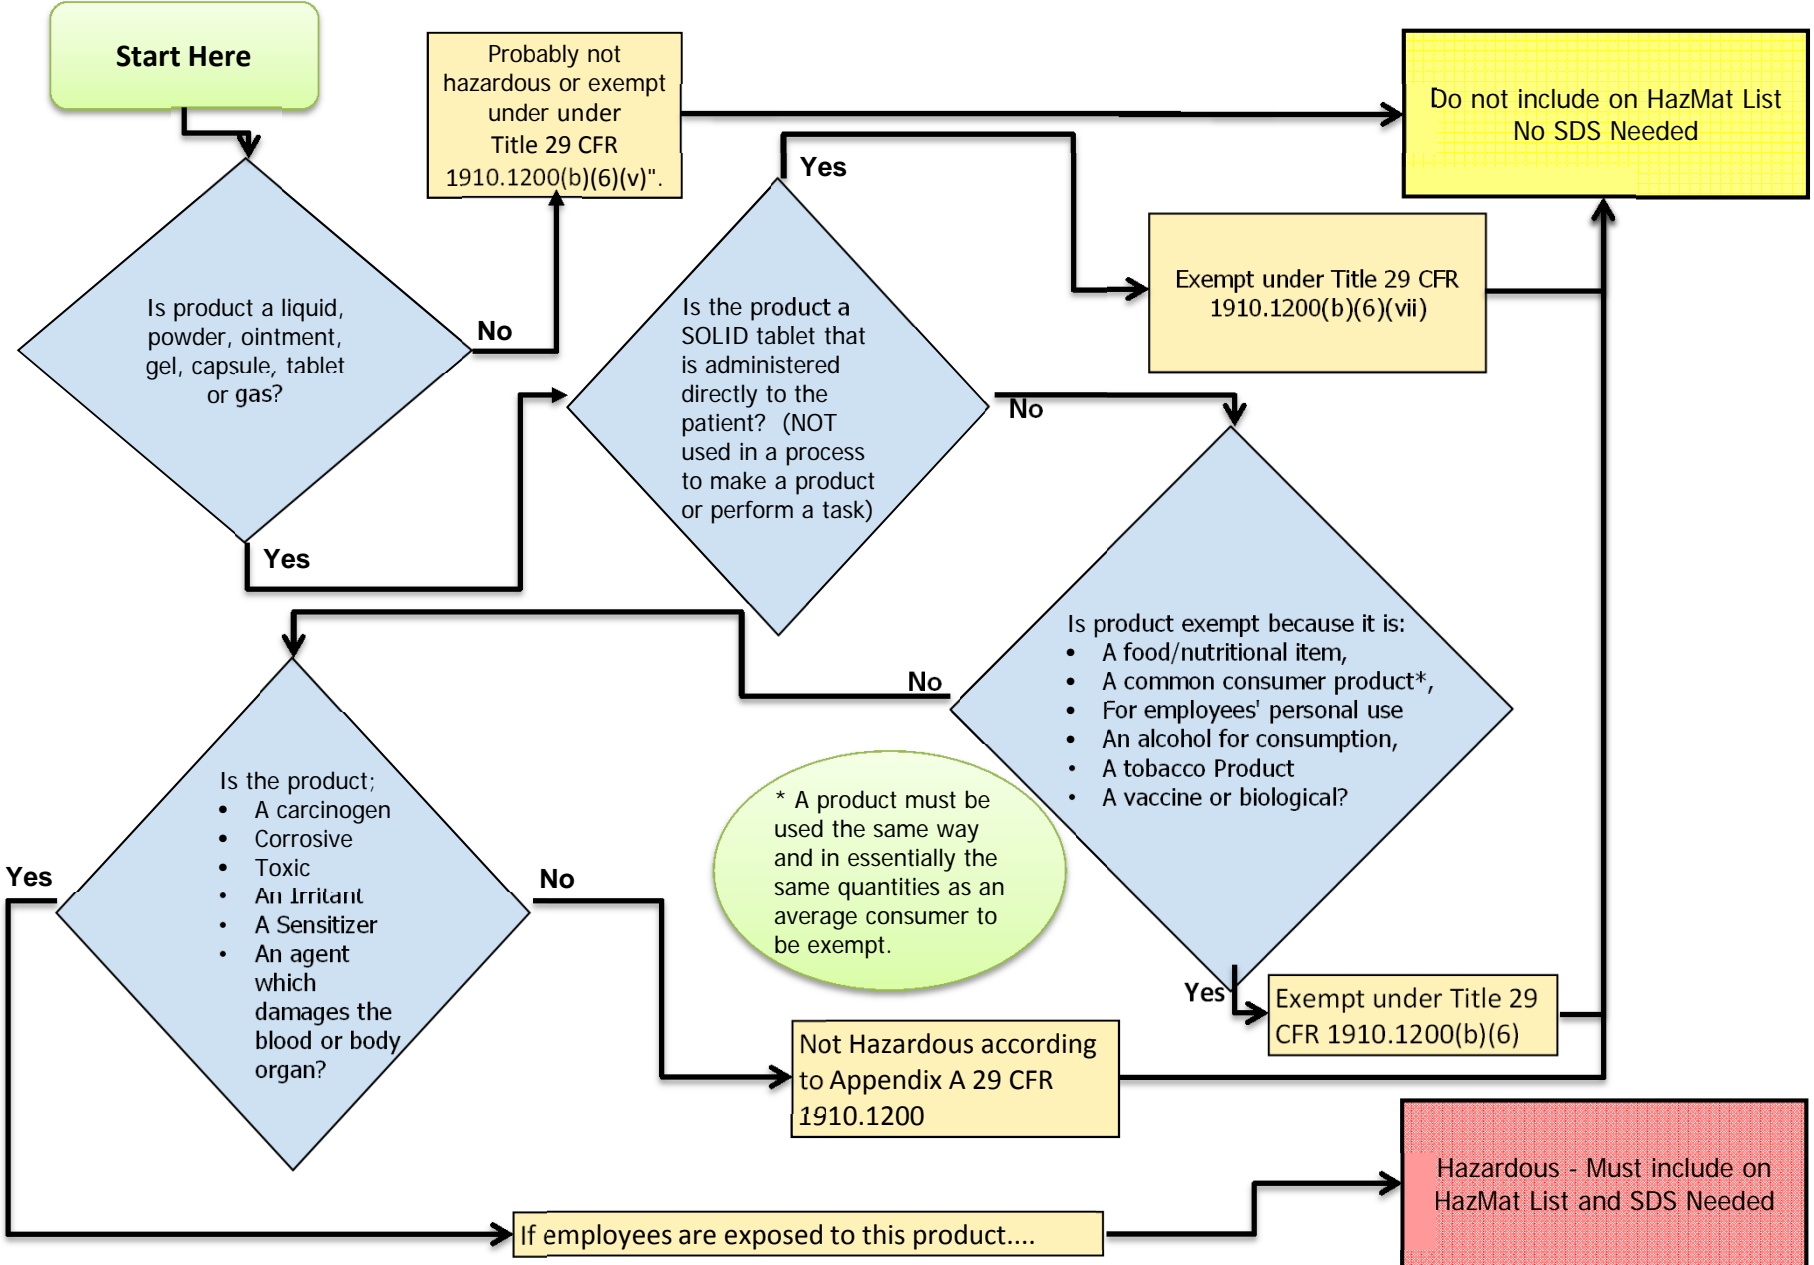 Start Here
Probably not
hazardous or exempt
under under
Title 29 CFR
1910.1200(b)(6)(v)".
Do not include on HazMat List
No SDS Needed
Is product a liquid,
powder, ointment,
gel, capsule, tablet
or gas?
No
Yes
Is the product a
SOLID tablet that
is administered
directly to the
patient? (NOT
used in a process
to make a product
or perform a task)
Yes
Exempt under Title 29 CFR
1910.1200(b)(6)(vii)
No
Is product exempt because it is:
• A food/nutritional item,
• A common consumer product*,
• For employees' personal use
• An alcohol for consumption,
• A tobacco Product
• A vaccine or biological?
No
Yes
Exempt under Title 29
CFR 1910.1200(b)(6)
* A product must be
used the same way
and in essentially the
same quantities as an
average consumer to
be exempt.
Is the product;
• A carcinogen
• Corrosive
• Toxic
• An Irritant
• A Sensitizer
• An agent
which
damages the
blood or body
organ?
Yes
No
Not Hazardous according
to Appendix A 29 CFR
1910.1200
If employees are exposed to this product....
Hazardous - Must include on
HazMat List and SDS Needed